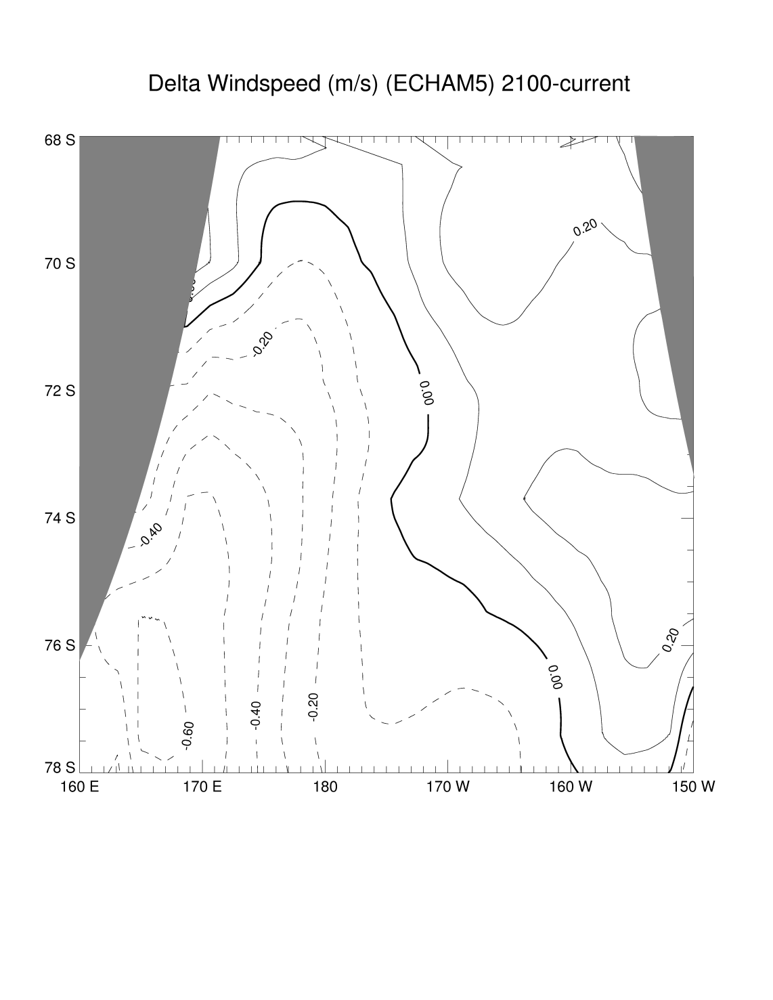 Delta Windspeed (m/s) (ECHAM5) 2100-current
68 S
0.20
70 S
-0.20
72 S
0.00
74 S
-0.40
0.20
76 S
0.00
-0.20
-0.40
-0.60
78 S
160 E 170 E 180 170 W 160 W 150 W